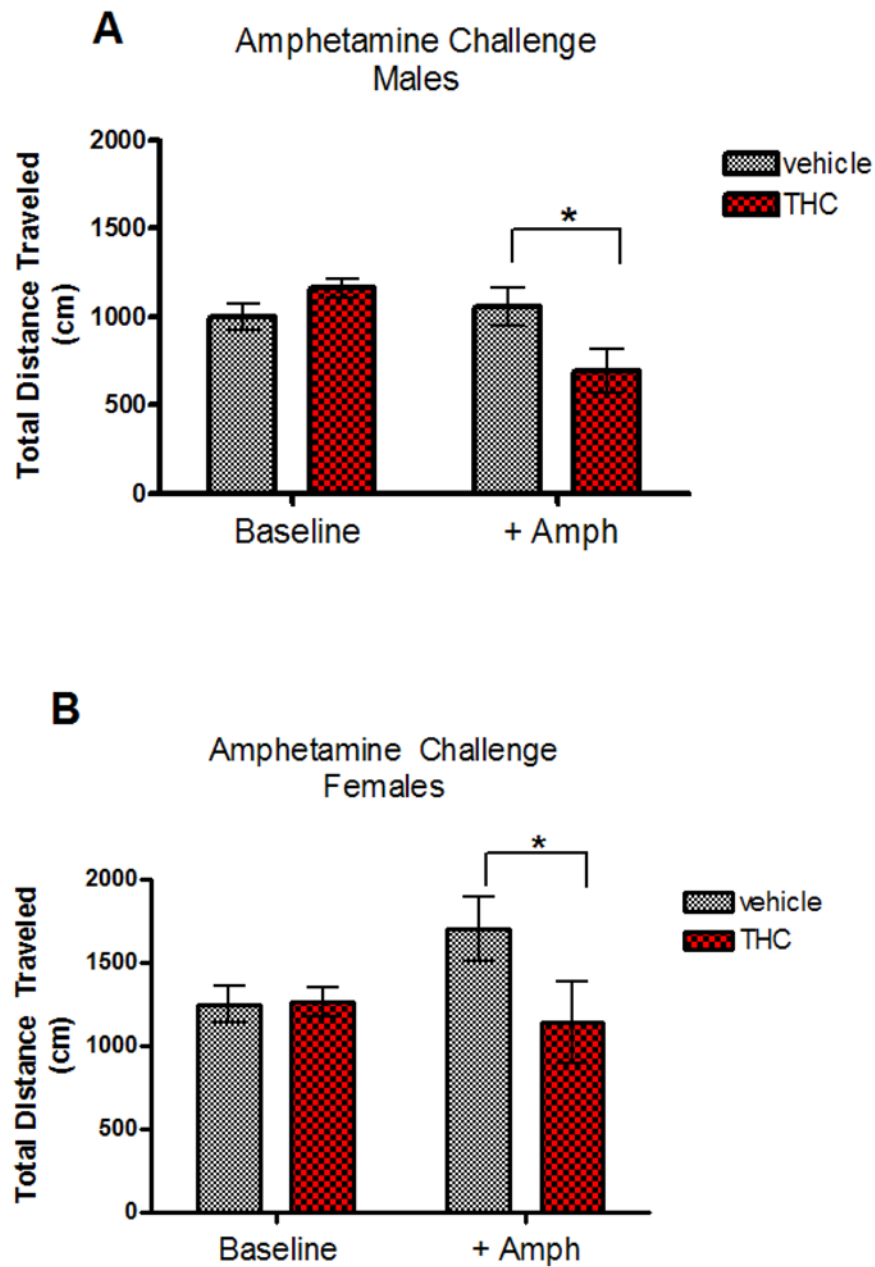 A
Amphetamine Challenge
Males
Total Distance Traveled
(cm)
2000
1500
1000
500
0
*
vehicle
THC
Baseline
+ Amph
B
Amphetamine Challenge
Females
Total Distance Traveled
(cm)
2000
1500
1000
500
0
*
vehicle
THC
Baseline
+ Amph